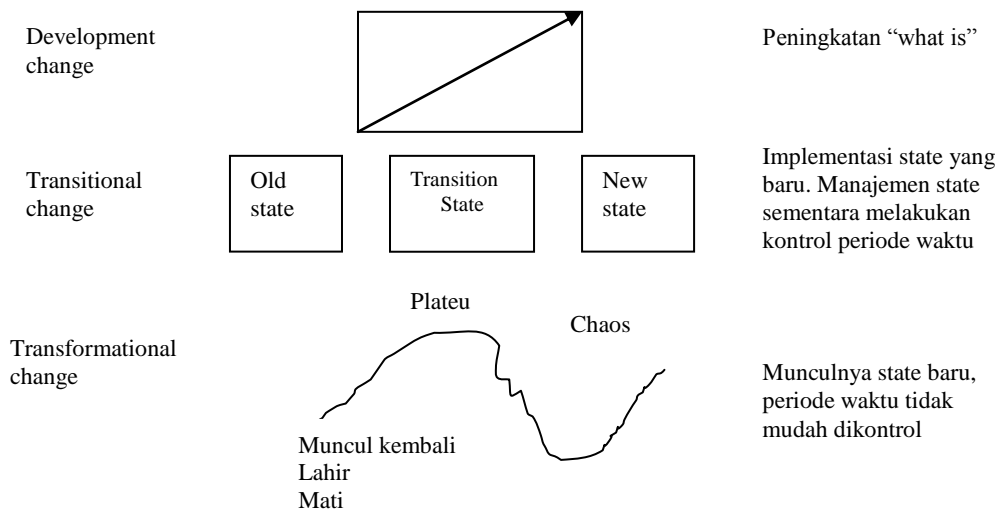 Development
change
Peningkatan “what is”
Transitional
change
Old
state
Transition
State
New
state
Implementasi state yang
baru. Manajemen state
sementara melakukan
kontrol periode waktu
Plateu
Chaos
Transformational
change
Munculnya state baru,
periode waktu tidak
mudah dikontrol
Muncul kembali
Lahir
Mati